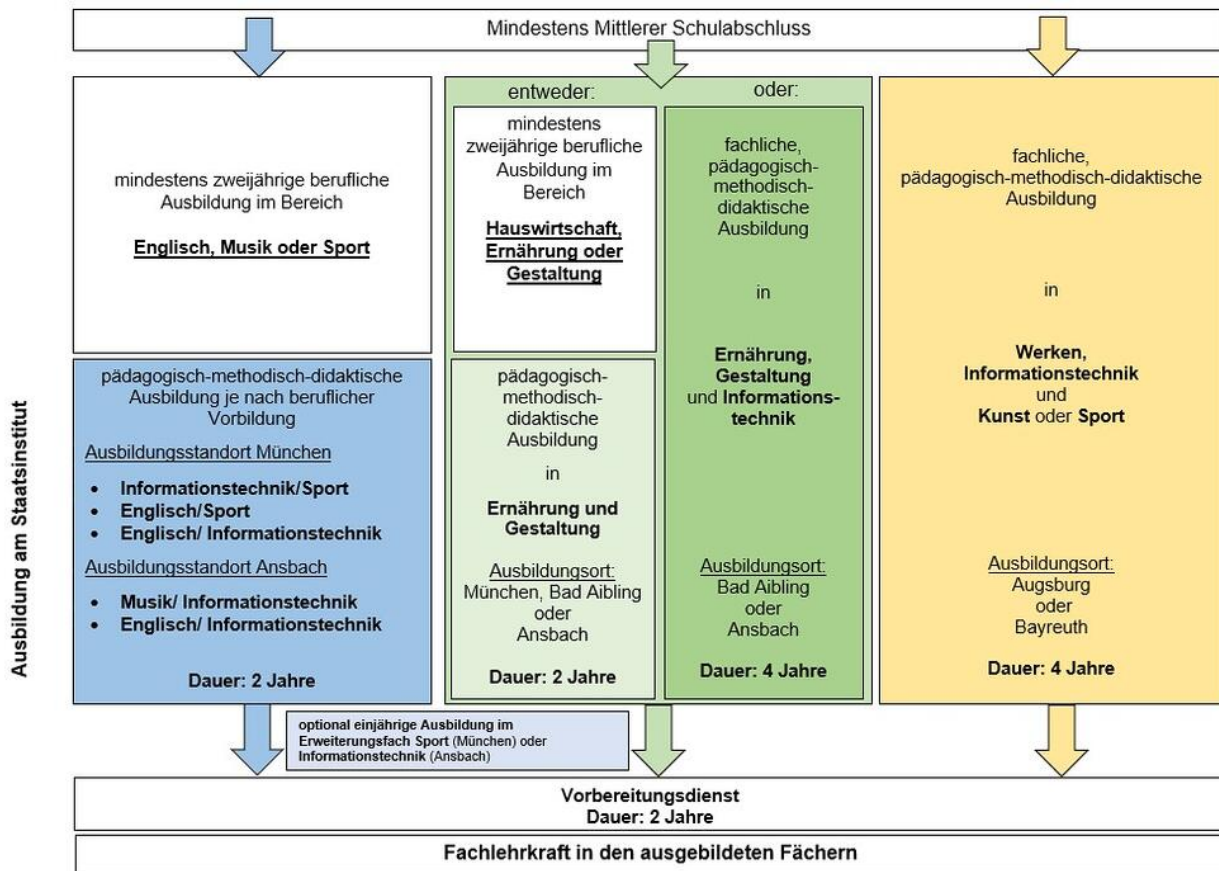 Mindestens Mittlerer Schulabschluss
mindestens zweijährige berufliche
Ausbildung im Bereich
Englisch, Musik oder Sport
entweder:
mindestens
zweijährige berufliche
Ausbildung im
Bereich
Hauswirtschaft,
Ernährung oder
Gestaltung
oder:
fachliche,
pädagogisch-
methodisch-
didaktische
Ausbildung
in
Ernährung,
Gestaltung
und Informations-
technik
Ausbildungsort:
Bad Aibling
oder
Ansbach
Dauer: 4 Jahre
fachliche,
pädagogisch-methodisch-didaktische
Ausbildung
in
Werken,
Informationstechnik
und
Kunst oder Sport
Ausbildungsort:
Augsburg
oder
Bayreuth
Dauer: 4 Jahre
Ausbildung am Staatsinstitut
pädagogisch-methodisch-didaktische
Ausbildung je nach beruflicher
Vorbildung
Ausbildungsstandort München
• Informationstechnik/Sport
• Englisch/Sport
• Englisch/ Informationstechnik
Ausbildungsstandort Ansbach
• Musik/ Informationstechnik
• Englisch/ Informationstechnik
Dauer: 2 Jahre
pädagogisch-
methodisch-
didaktische
Ausbildung
in
Ernährung und
Gestaltung
Ausbildungsort:
München, Bad Aibling
oder
Ansbach
Dauer: 2 Jahre
optional einjährige Ausbildung im
Erweiterungsfach Sport (München) oder
Informationstechnik (Ansbach)
Vorbereitungsdienst
Dauer: 2 Jahre
Fachlehrkraft in den ausgebildeten Fächern